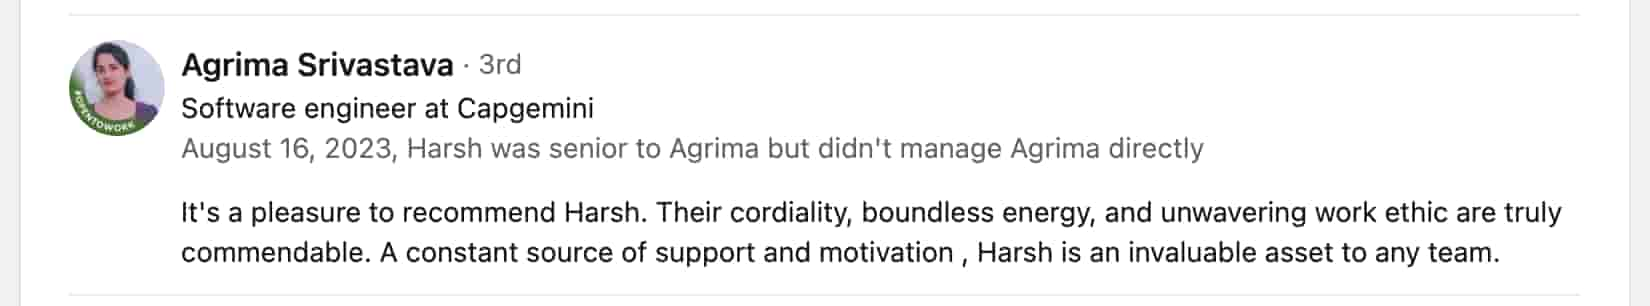 Agrima Srivastava · 3rd
#OPENTOWORK
Software engineer at Capgemini
August 16, 2023, Harsh was senior to Agrima but didn't manage Agrima directly
It's a pleasure to recommend Harsh. Their cordiality, boundless energy, and unwavering work ethic are truly
commendable. A constant source of support and motivation , Harsh is an invaluable asset to any team.